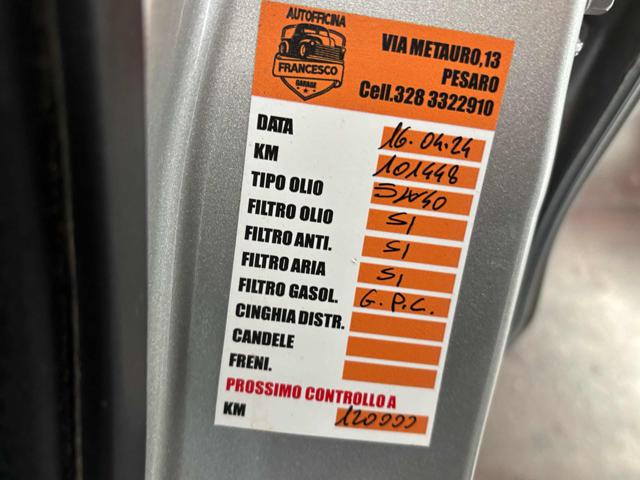 AUTOFFICINA
FRANCESCO
GARAGE
VIA METAURO,13
PESARO
Cell.328 3322910
DATA 16.04.24
KM 101448
TIPO OLIO 5W40
FILTRO OLIO SI
FILTRO ANTI. SI
FILTRO ARIA SI
FILTRO GASOL. G.P.L.
CINGHIA DISTR.
CANDELE
FRENI.
PROSSIMO CONTROLLO A
KM 120000